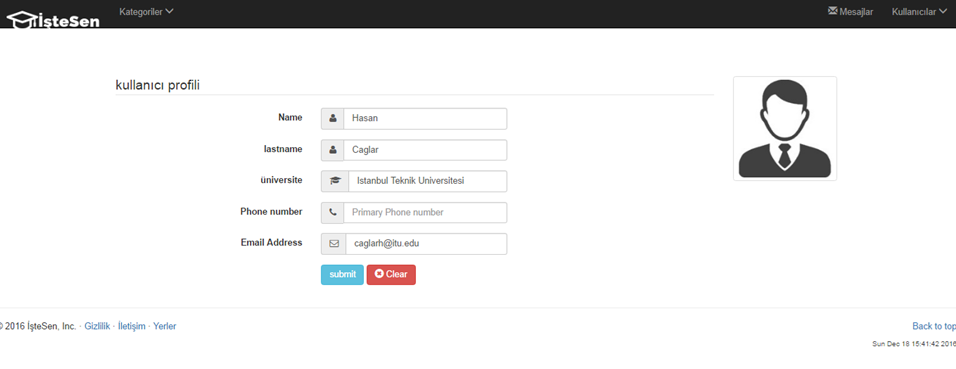 İşteSen Kategoriler Mesajlar Kullanıcılar
kullanıcı profili
Name Hasan
lastname Caglar
üniversite Istanbul Teknik Universitesi
Phone number Primary Phone number
Email Address caglarh@itu.edu
submit Clear
© 2016 İşteSen, Inc. · Gizlilik · İletişim · Yerler Back to top
Sun Dec 18 15:41:42 2016